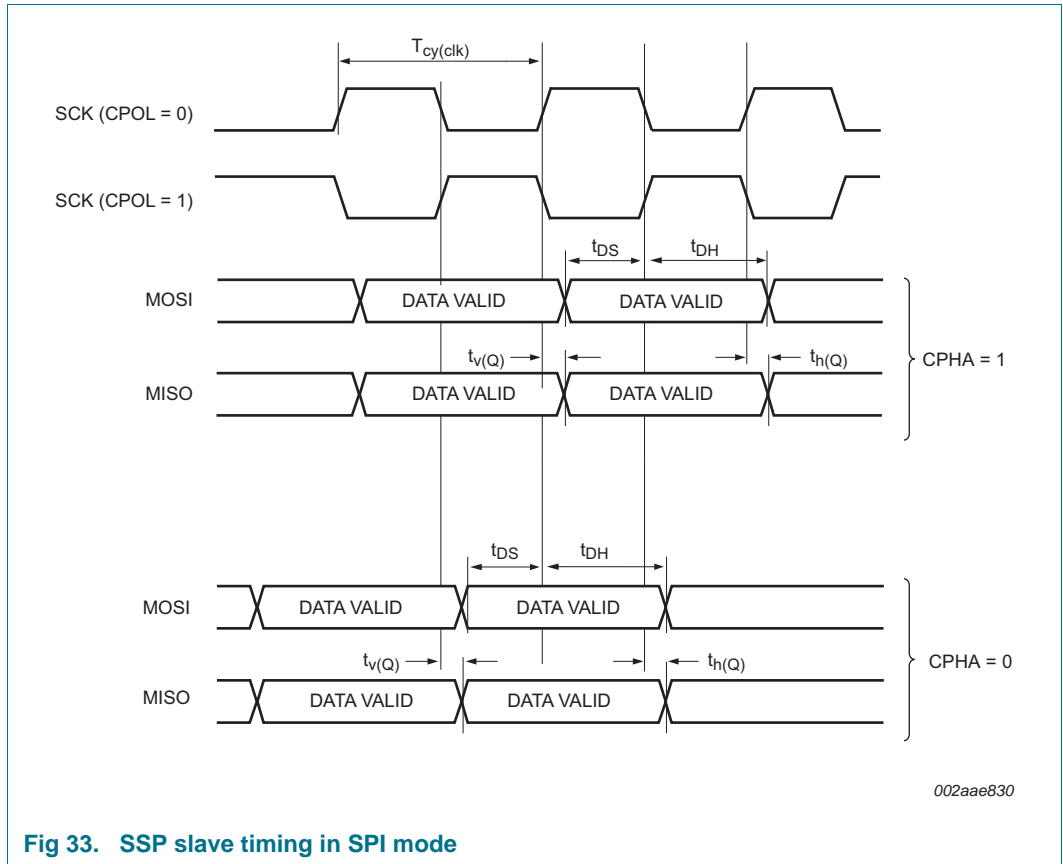 Tcy(clk)
SCK (CPOL = 0)
SCK (CPOL = 1)
tDS tDH
MOSI DATA VALID DATA VALID
tv(Q) th(Q)
CPHA = 1
MISO DATA VALID DATA VALID
tDS tDH
MOSI DATA VALID DATA VALID
tv(Q) th(Q)
CPHA = 0
MISO DATA VALID DATA VALID
002aae830
Fig 33. SSP slave timing in SPI mode